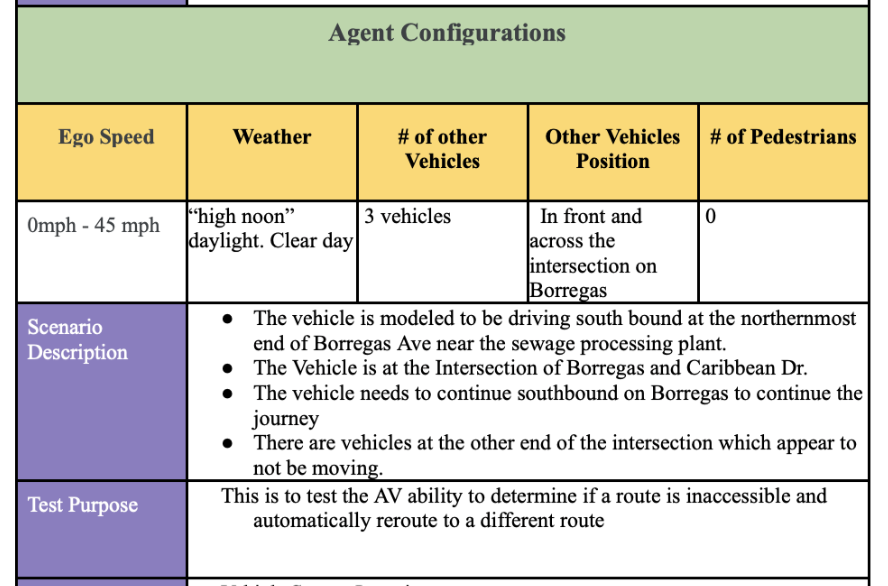 Agent Configurations
Ego Speed
Weather
# of other
Vehicles
Other Vehicles
Position
# of Pedestrians
0mph - 45 mph
“high noon”
daylight. Clear day
3 vehicles
In front and
across the
intersection on
Borregas
0
Scenario
Description
● The vehicle is modeled to be driving south bound at the northernmost
end of Borregas Ave near the sewage processing plant.
● The Vehicle is at the Intersection of Borregas and Caribbean Dr.
● The vehicle needs to continue southbound on Borregas to continue the
journey
● There are vehicles at the other end of the intersection which appear to
not be moving.
Test Purpose
This is to test the AV ability to determine if a route is inaccessible and
automatically reroute to a different route